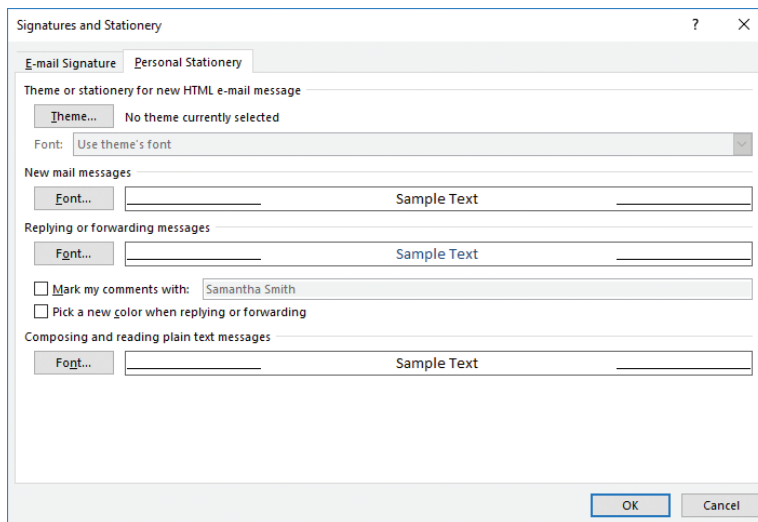 Signatures and Stationery ? ×
E-mail Signature Personal Stationery
Theme or stationery for new HTML e-mail message
Theme... No theme currently selected
Font: Use theme's font
New mail messages
Font... Sample Text
Replying or forwarding messages
Font... Sample Text
Mark my comments with: Samantha Smith
Pick a new color when replying or forwarding
Composing and reading plain text messages
Font... Sample Text
OK Cancel